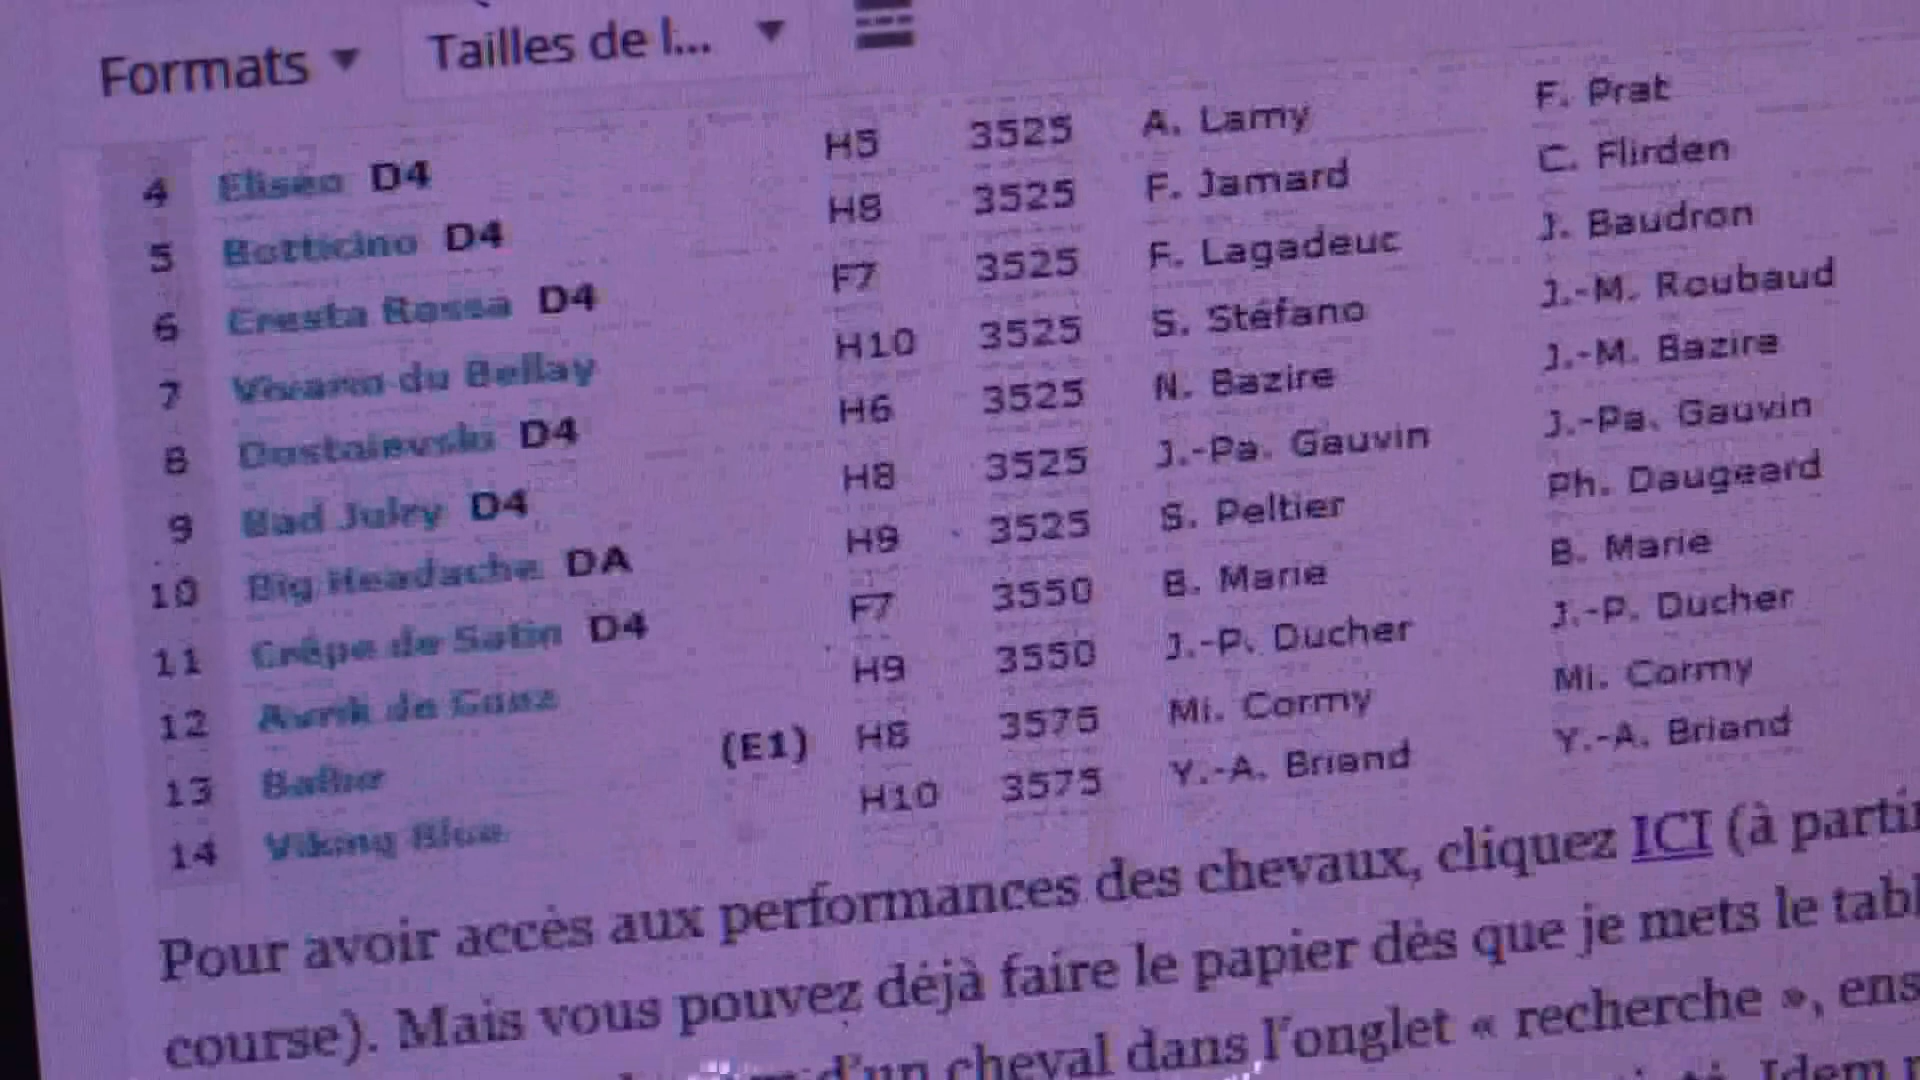 Formats Tailles de l...
4 Eliseo D4 H5 3525 A. Lamy F. Prat
5 Botticino D4 H8 3525 F. Jamard C. Flirden
6 Cresta Rossa D4 F7 3525 F. Lagadeuc J. Baudron
7 du Bellay H10 3525 S. Stéfano J.-M. Roubaud
8 Dostoievski D4 H6 3525 N. Bazire J.-M. Bazire
9 Bad Julry D4 H8 3525 J.-Pa. Gauvin J.-Pa. Gauvin
10 Big Headache DA H9 3525 S. Peltier Ph. Daugeard
11 Crêpe de Satin D4 F7 3550 B. Marie B. Marie
12 de H9 3550 J.-P. Ducher J.-P. Ducher
13 (E1) H8 3575 Mi. Cormy Mi. Cormy
14 Viking Blue H10 3575 Y.-A. Briand Y.-A. Briand
Pour avoir accès aux performances des chevaux, cliquez ICI (à partir
course). Mais vous pouvez déjà faire le papier dès que je mets le tabl
d'un cheval dans l'onglet « recherche », ens
Idem